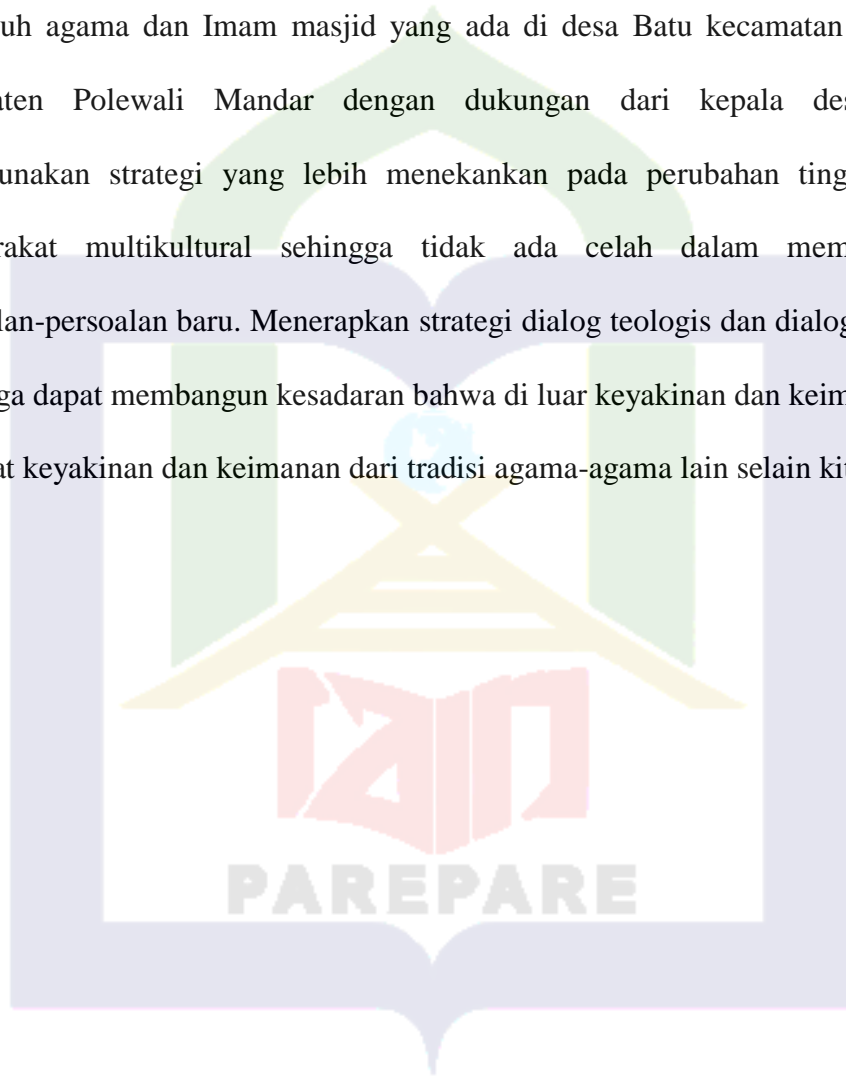 uh agama dan Imam masjid yang ada di desa Batu kecamatan
aten Polewali Mandar dengan dukungan dari kepala des
unakan strategi yang lebih menekankan pada perubahan ting
rakat multikultural sehingga tidak ada celah dalam mem
lan-persoalan baru. Menerapkan strategi dialog teologis dan dialog
ga dapat membangun kesadaran bahwa di luar keyakinan dan keim
at keyakinan dan keimanan dari tradisi agama-agama lain selain kit
iain
PAREPARE